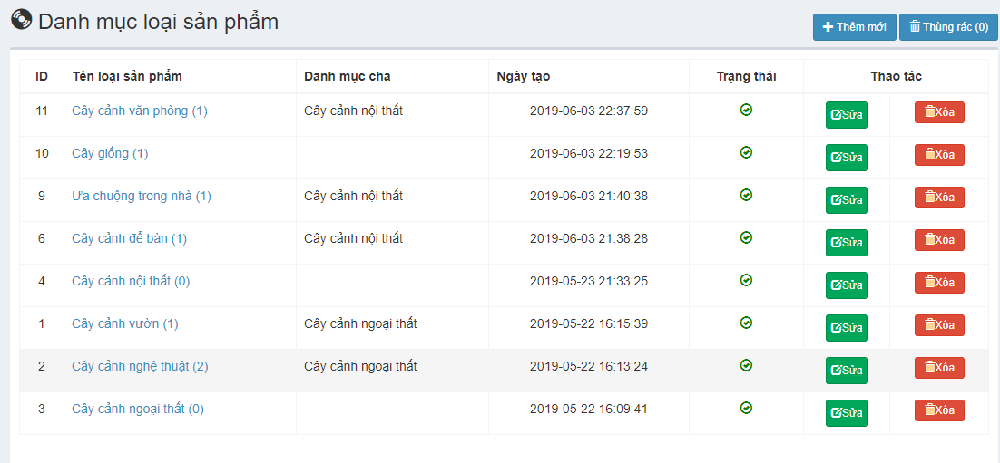 Danh mục loại sản phẩm
Thêm mới Thùng rác (0)
ID Tên loại sản phẩm Danh mục cha Ngày tạo Trạng thái Thao tác
11 Cây cảnh văn phòng (1) Cây cảnh nội thất 2019-06-03 22:37:59 Sửa Xóa
10 Cây giống (1) 2019-06-03 22:19:53 Sửa Xóa
9 Ưa chuộng trong nhà (1) Cây cảnh nội thất 2019-06-03 21:40:38 Sửa Xóa
6 Cây cảnh để bàn (1) Cây cảnh nội thất 2019-06-03 21:38:28 Sửa Xóa
4 Cây cảnh nội thất (0) 2019-05-23 21:33:25 Sửa Xóa
1 Cây cảnh vườn (1) Cây cảnh ngoại thất 2019-05-22 16:15:39 Sửa Xóa
2 Cây cảnh nghệ thuật (2) Cây cảnh ngoại thất 2019-05-22 16:13:24 Sửa Xóa
3 Cây cảnh ngoại thất (0) 2019-05-22 16:09:41 Sửa Xóa